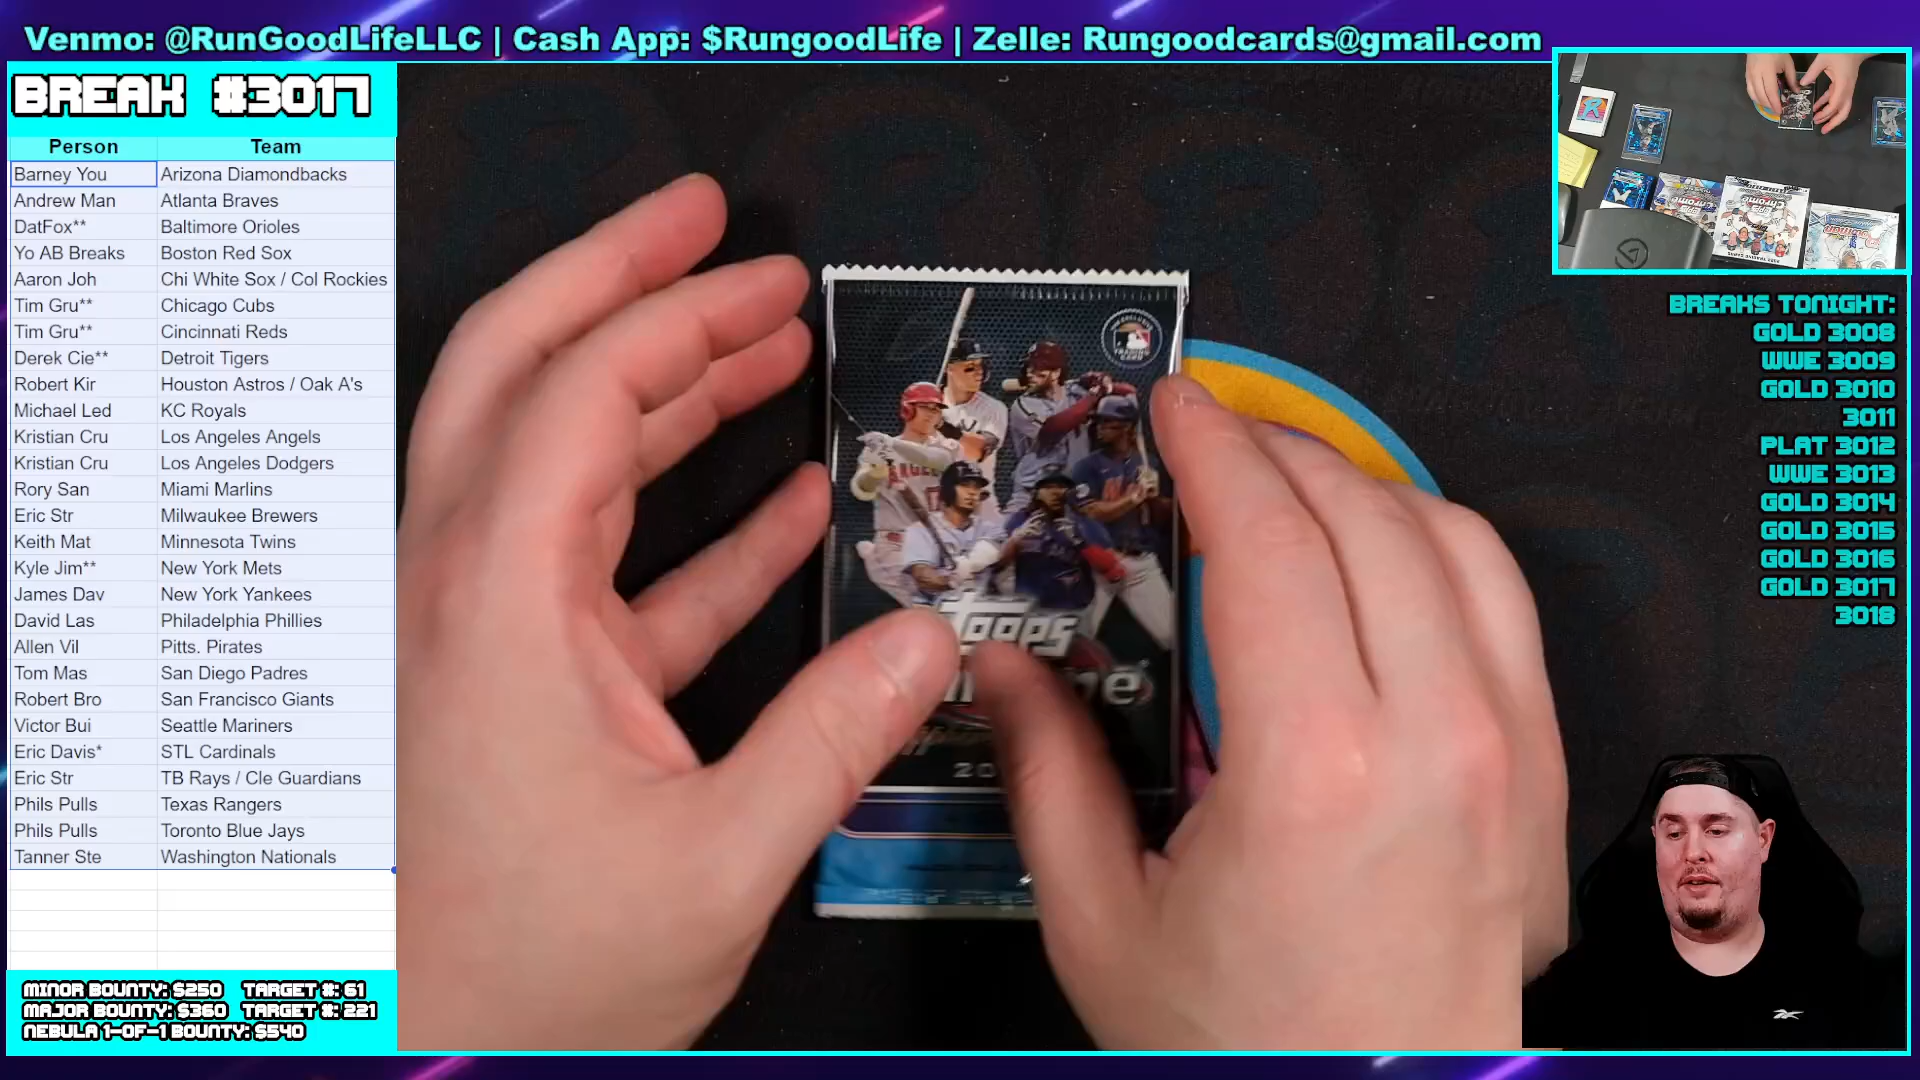 Venmo: @RunGoodLifeLLC | Cash App: $RungoodLife | Zelle: Rungoodcards@gmail.com
BREAK #3017
Person Team
Barney You Arizona Diamondbacks
Andrew Man Atlanta Braves
DatFox** Baltimore Orioles
Yo AB Breaks Boston Red Sox
Aaron Joh Chi White Sox / Col Rockies
Tim Gru** Chicago Cubs
Tim Gru** Cincinnati Reds
Derek Cie** Detroit Tigers
Robert Kir Houston Astros / Oak A's
Michael Led KC Royals
Kristian Cru Los Angeles Angels
Kristian Cru Los Angeles Dodgers
Rory San Miami Marlins
Eric Str Milwaukee Brewers
Keith Mat Minnesota Twins
Kyle Jim** New York Mets
James Dav New York Yankees
David Las Philadelphia Phillies
Allen Vil Pitts. Pirates
Tom Mas San Diego Padres
Robert Bro San Francisco Giants
Victor Bui Seattle Mariners
Eric Davis* STL Cardinals
Eric Str TB Rays / Cle Guardians
Phils Pulls Texas Rangers
Phils Pulls Toronto Blue Jays
Tanner Ste Washington Nationals
MINOR BOUNTY: $250 TARGET #: 61
MAJOR BOUNTY: $360 TARGET #: 221
NEBULA 1-OF-1 BOUNTY: $540
Topps
BREAKS TONIGHT:
GOLD 3008
WWE 3009
GOLD 3010
3011
PLAT 3012
WWE 3013
GOLD 3014
GOLD 3015
GOLD 3016
GOLD 3017
3018